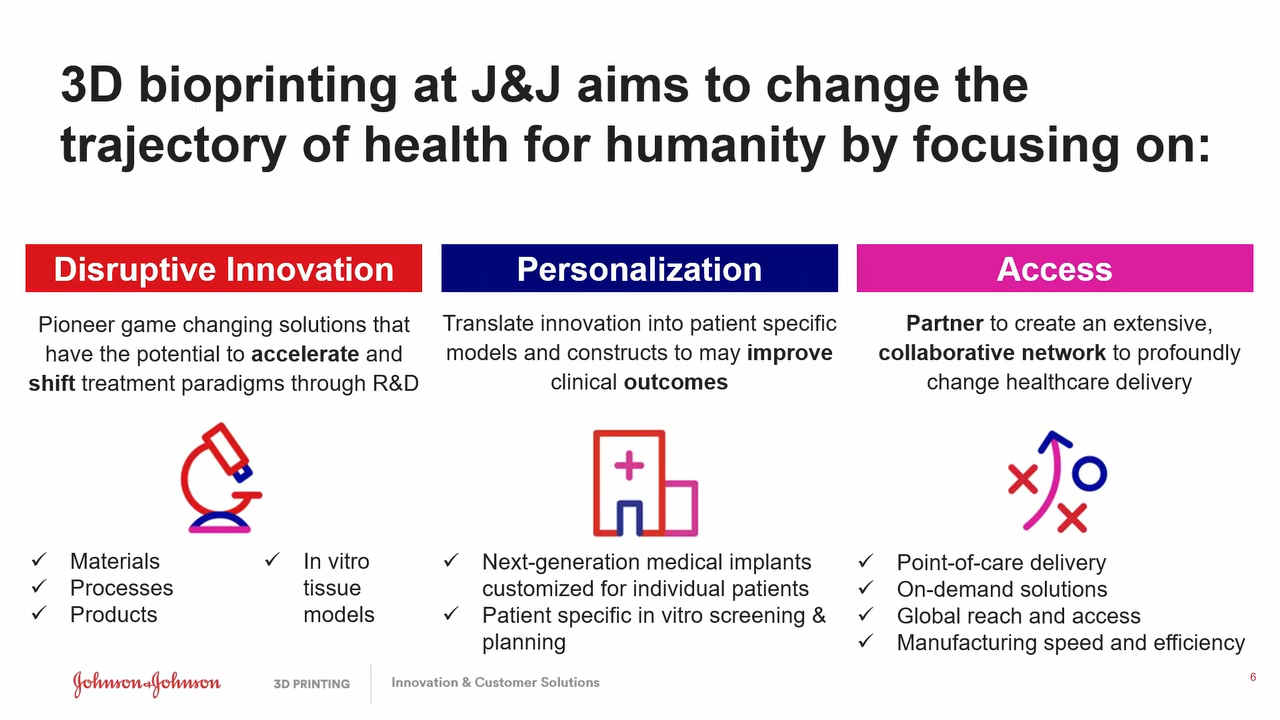 3D bioprinting at J&J aims to change the
trajectory of health for humanity by focusing on:
Disruptive Innovation
Pioneer game changing solutions that
have the potential to accelerate and
shift treatment paradigms through R&D
✓ Materials
✓ Processes
✓ Products
✓ In vitro
tissue
models
Personalization
Translate innovation into patient specific
models and constructs to may improve
clinical outcomes
✓ Next-generation medical implants
customized for individual patients
✓ Patient specific in vitro screening &
planning
Access
Partner to create an extensive,
collaborative network to profoundly
change healthcare delivery
✓ Point-of-care delivery
✓ On-demand solutions
✓ Global reach and access
✓ Manufacturing speed and efficiency
Johnson & Johnson
3D PRINTING
Innovation & Customer Solutions
6